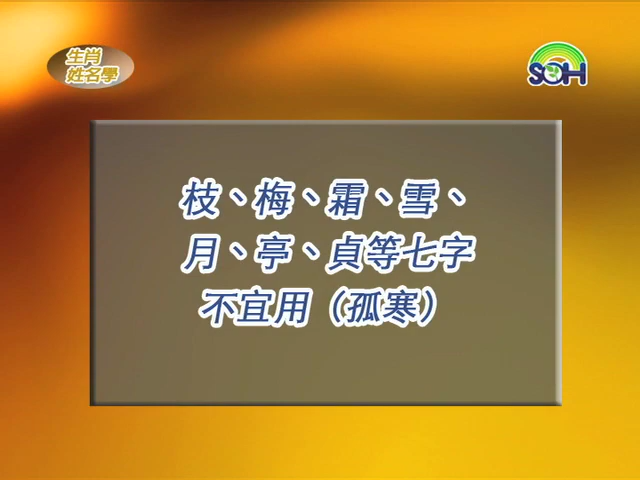 生肖
姓名學
SOH
枝、梅、霜、雪、
月、亭、貞等七字
不宜用（孤寒）